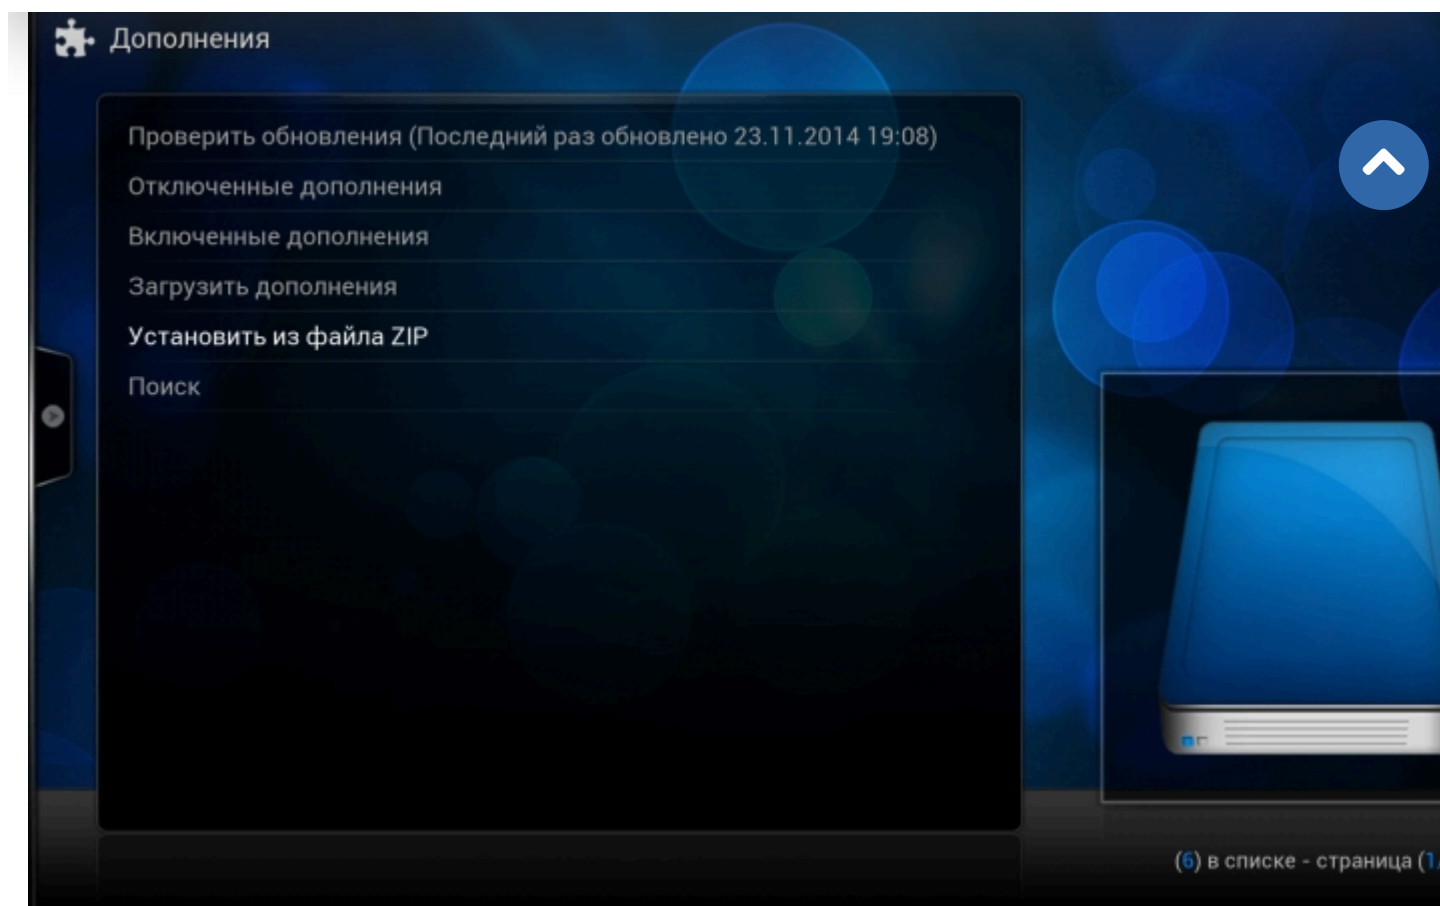 Дополнения
Проверить обновления (Последний раз обновлено 23.11.2014 19:08)
Отключенные дополнения
Включенные дополнения
Загрузить дополнения
Установить из файла ZIP
Поиск
(6) в списке - страница (1